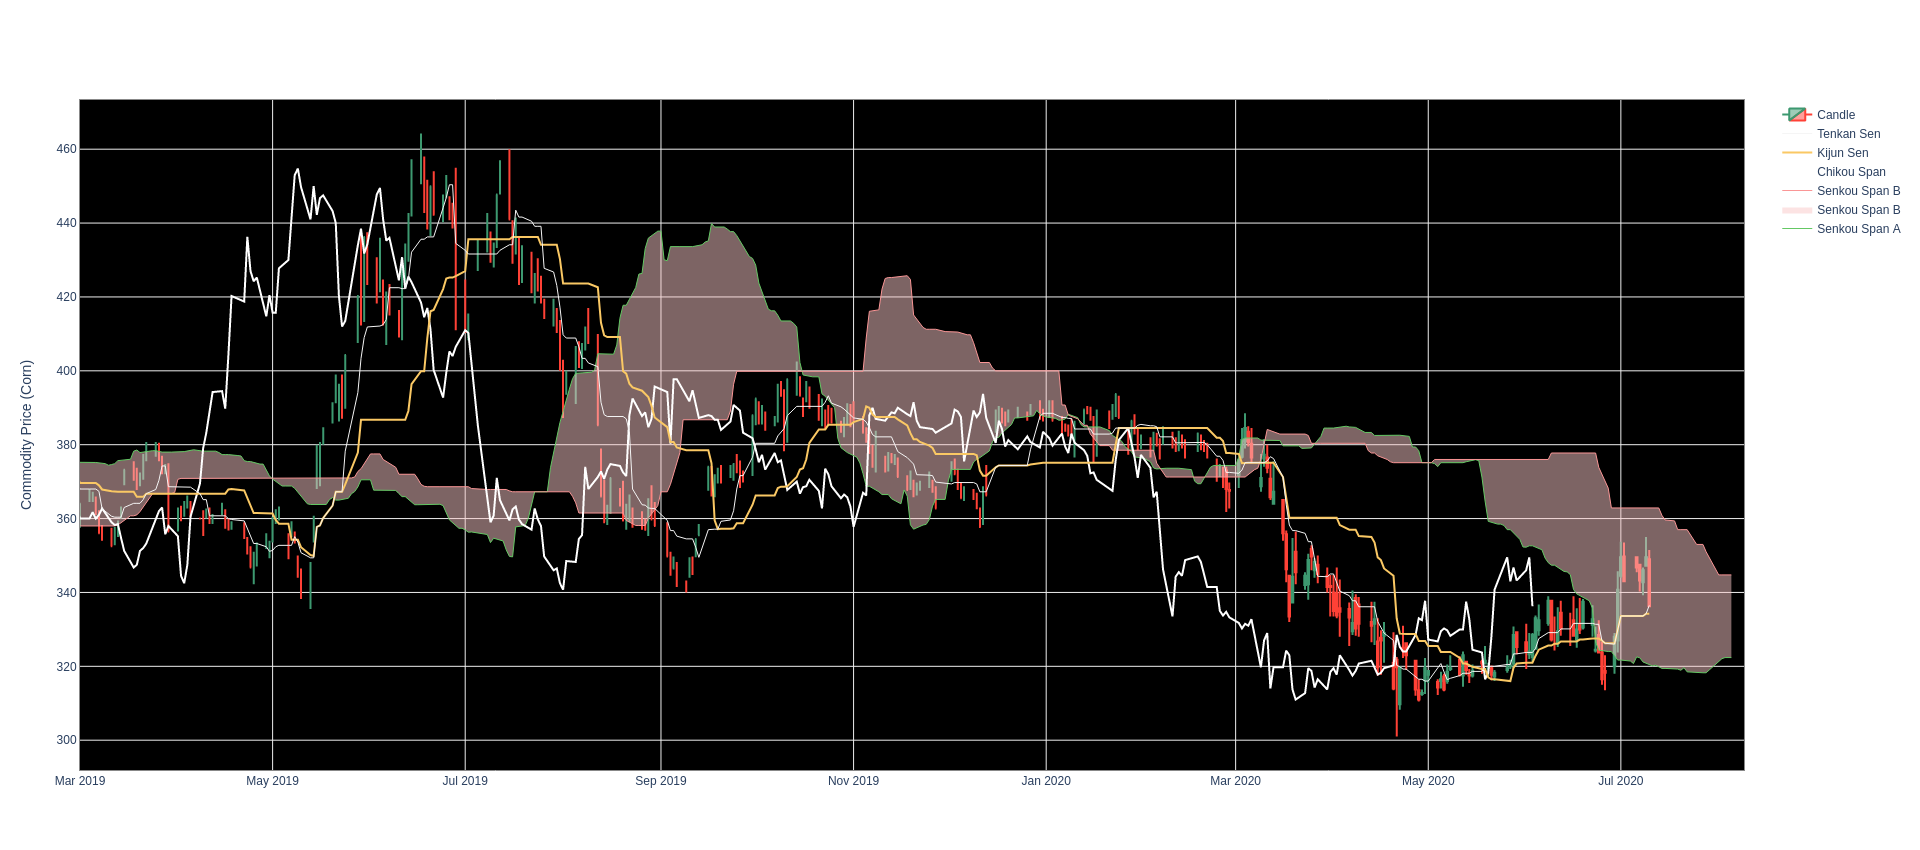 Candle
Tenkan Sen
Kijun Sen
Chikou Span
Senkou Span B
Senkou Span B
Senkou Span A
Commodity Price (Corn)
460
440
420
400
380
360
340
320
300
Mar 2019 May 2019 Jul 2019 Sep 2019 Nov 2019 Jan 2020 Mar 2020 May 2020 Jul 2020